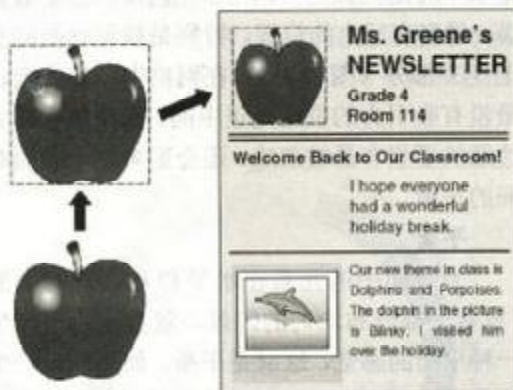 Ms. Greene's
NEWSLETTER
Grade 4
Room 114
Welcome Back to Our Classroom!
I hope everyone
had a wonderful
holiday break.
Our new theme in class is
Dolphins and Porpoises.
The dolphin in the picture
is Blinky. I visited him
over the holiday.